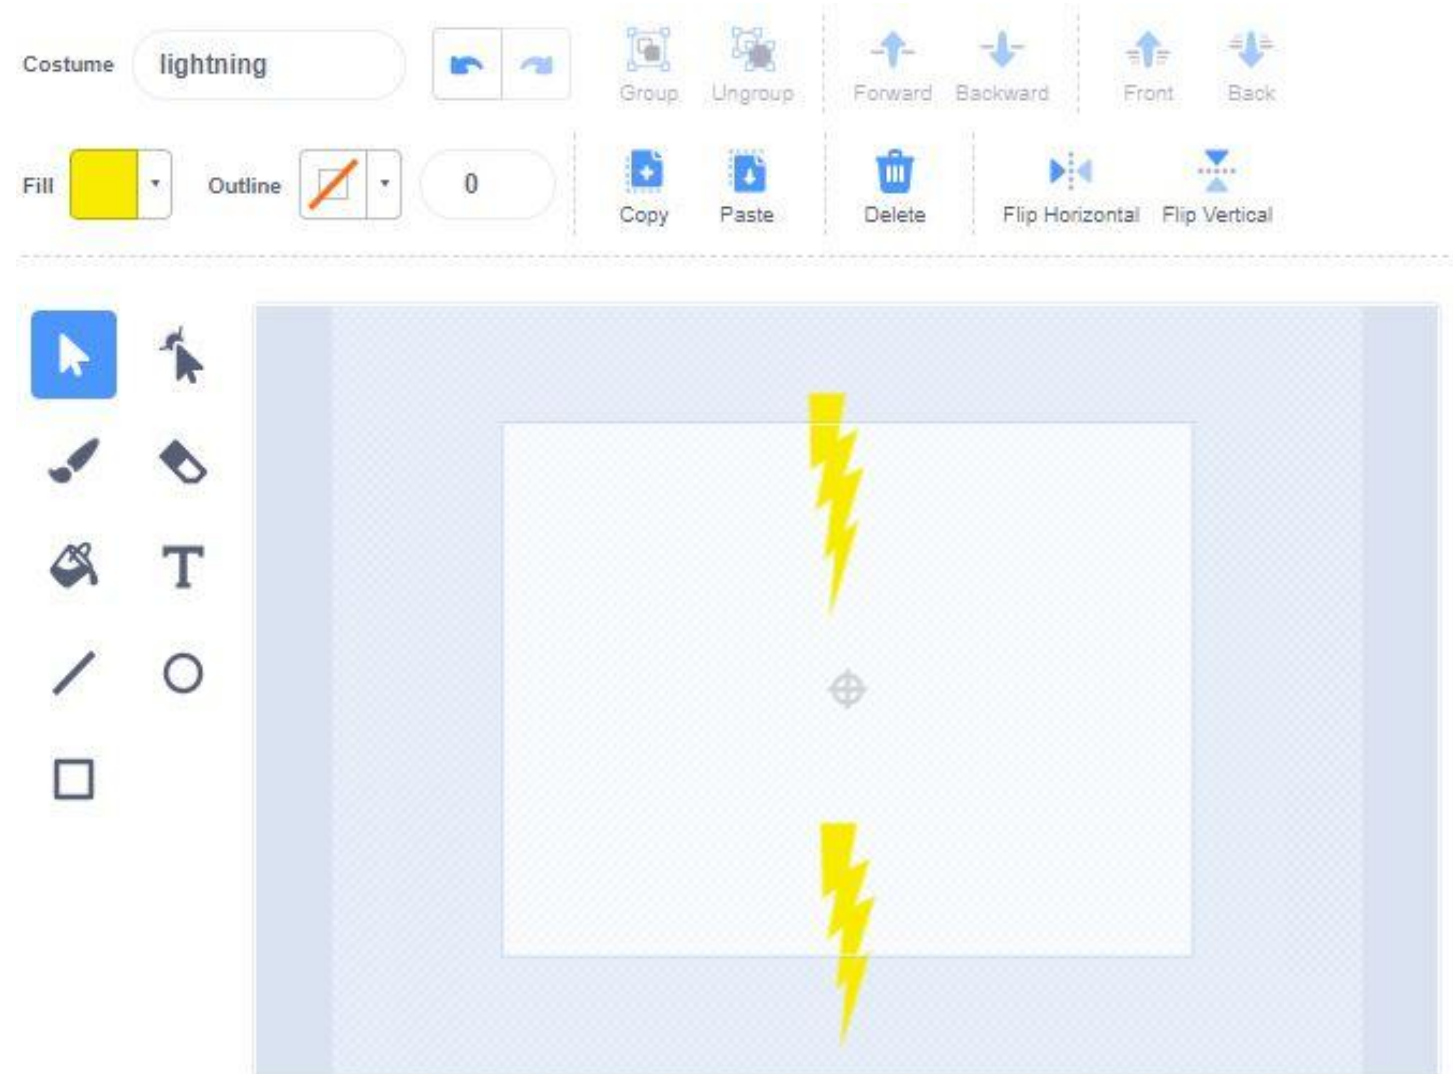 Costume lightning
Group Ungroup Forward Backward Front Back
Fill Outline 0
Copy Paste Delete Flip Horizontal Flip Vertical
T